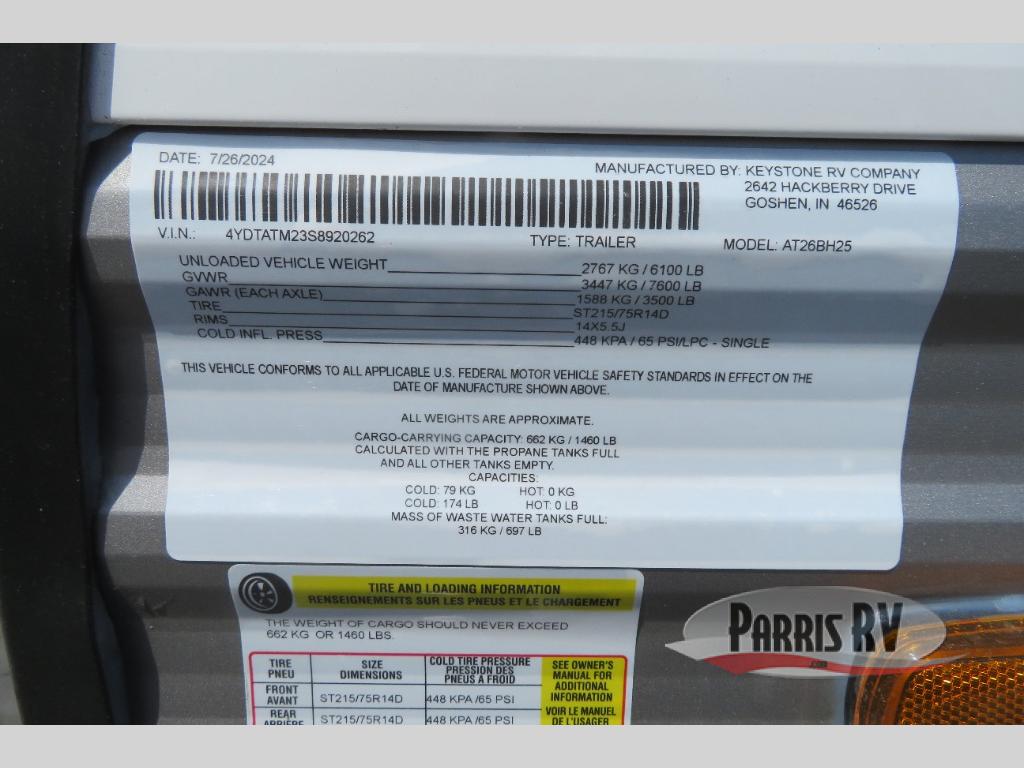 DATE: 7/26/2024
MANUFACTURED BY: KEYSTONE RV COMPANY
2642 HACKBERRY DRIVE
GOSHEN, IN 46526
V.I.N.: 4YDTATM23S8920262 TYPE: TRAILER MODEL: AT26BH25
UNLOADED VEHICLE WEIGHT 2767 KG / 6100 LB
GVWR 3447 KG / 7600 LB
GAWR (EACH AXLE) 1588 KG / 3500 LB
TIRE ST215/75R14D
RIMS 14X5.5J
COLD INFL. PRESS 448 KPA / 65 PSI/LPC - SINGLE
THIS VEHICLE CONFORMS TO ALL APPLICABLE U.S. FEDERAL MOTOR VEHICLE SAFETY STANDARDS IN EFFECT ON THE
DATE OF MANUFACTURE SHOWN ABOVE.
ALL WEIGHTS ARE APPROXIMATE.
CARGO-CARRYING CAPACITY: 662 KG / 1460 LB
CALCULATED WITH THE PROPANE TANKS FULL
AND ALL OTHER TANKS EMPTY.
CAPACITIES:
COLD: 79 KG HOT: 0 KG
COLD: 174 LB HOT: 0 LB
MASS OF WASTE WATER TANKS FULL:
316 KG / 697 LB
TIRE AND LOADING INFORMATION
RENSEIGNEMENTS SUR LES PNEUS ET LE CHARGEMENT
THE WEIGHT OF CARGO SHOULD NEVER EXCEED
662 KG OR 1460 LBS.
TIRE
PNEU
SIZE
DIMENSIONS
COLD TIRE PRESSURE
PRESSION DES
PNEUS A FROID
SEE OWNER'S
MANUAL FOR
ADDITIONAL
INFORMATION
FRONT
AVANT
ST215/75R14D 448 KPA /65 PSI
VOIR LE MANUEL
DE L'USAGER
REAR
ARRIÈRE
ST215/75R14D 448 KPA /65 PSI
PARRIS RV
.com